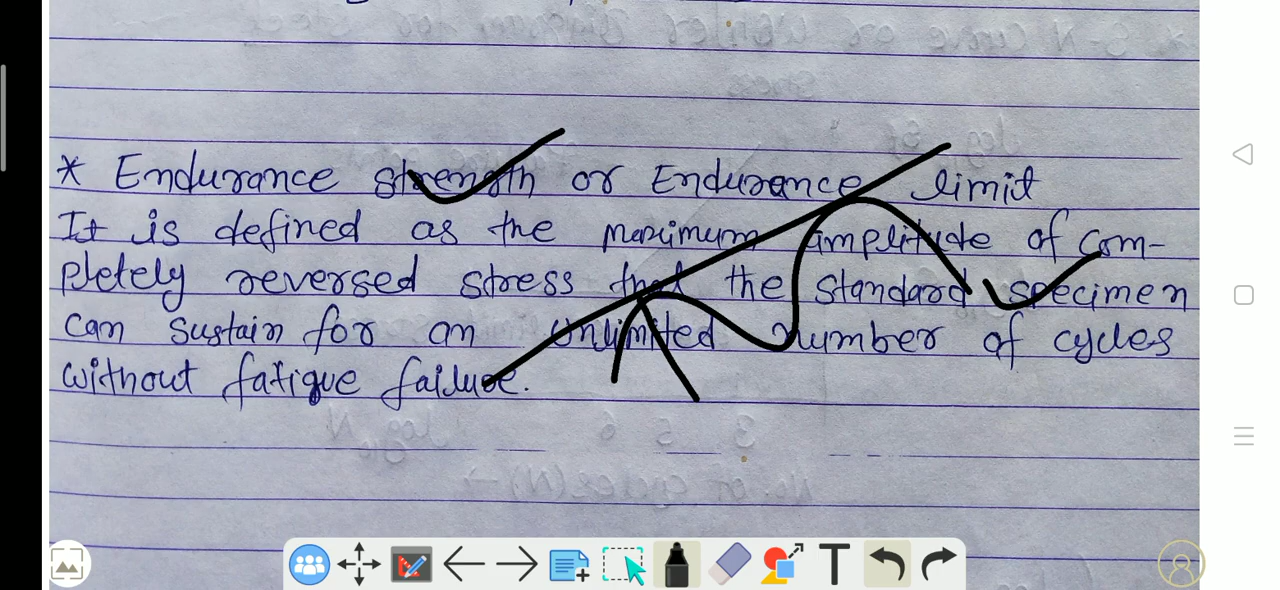 * Endurance strength or Endurance limit
It is defined as the maximum amplitude of com-
pletely reversed stress that the standard specimen
can sustain for an unlimited number of cycles
without fatigue failure.